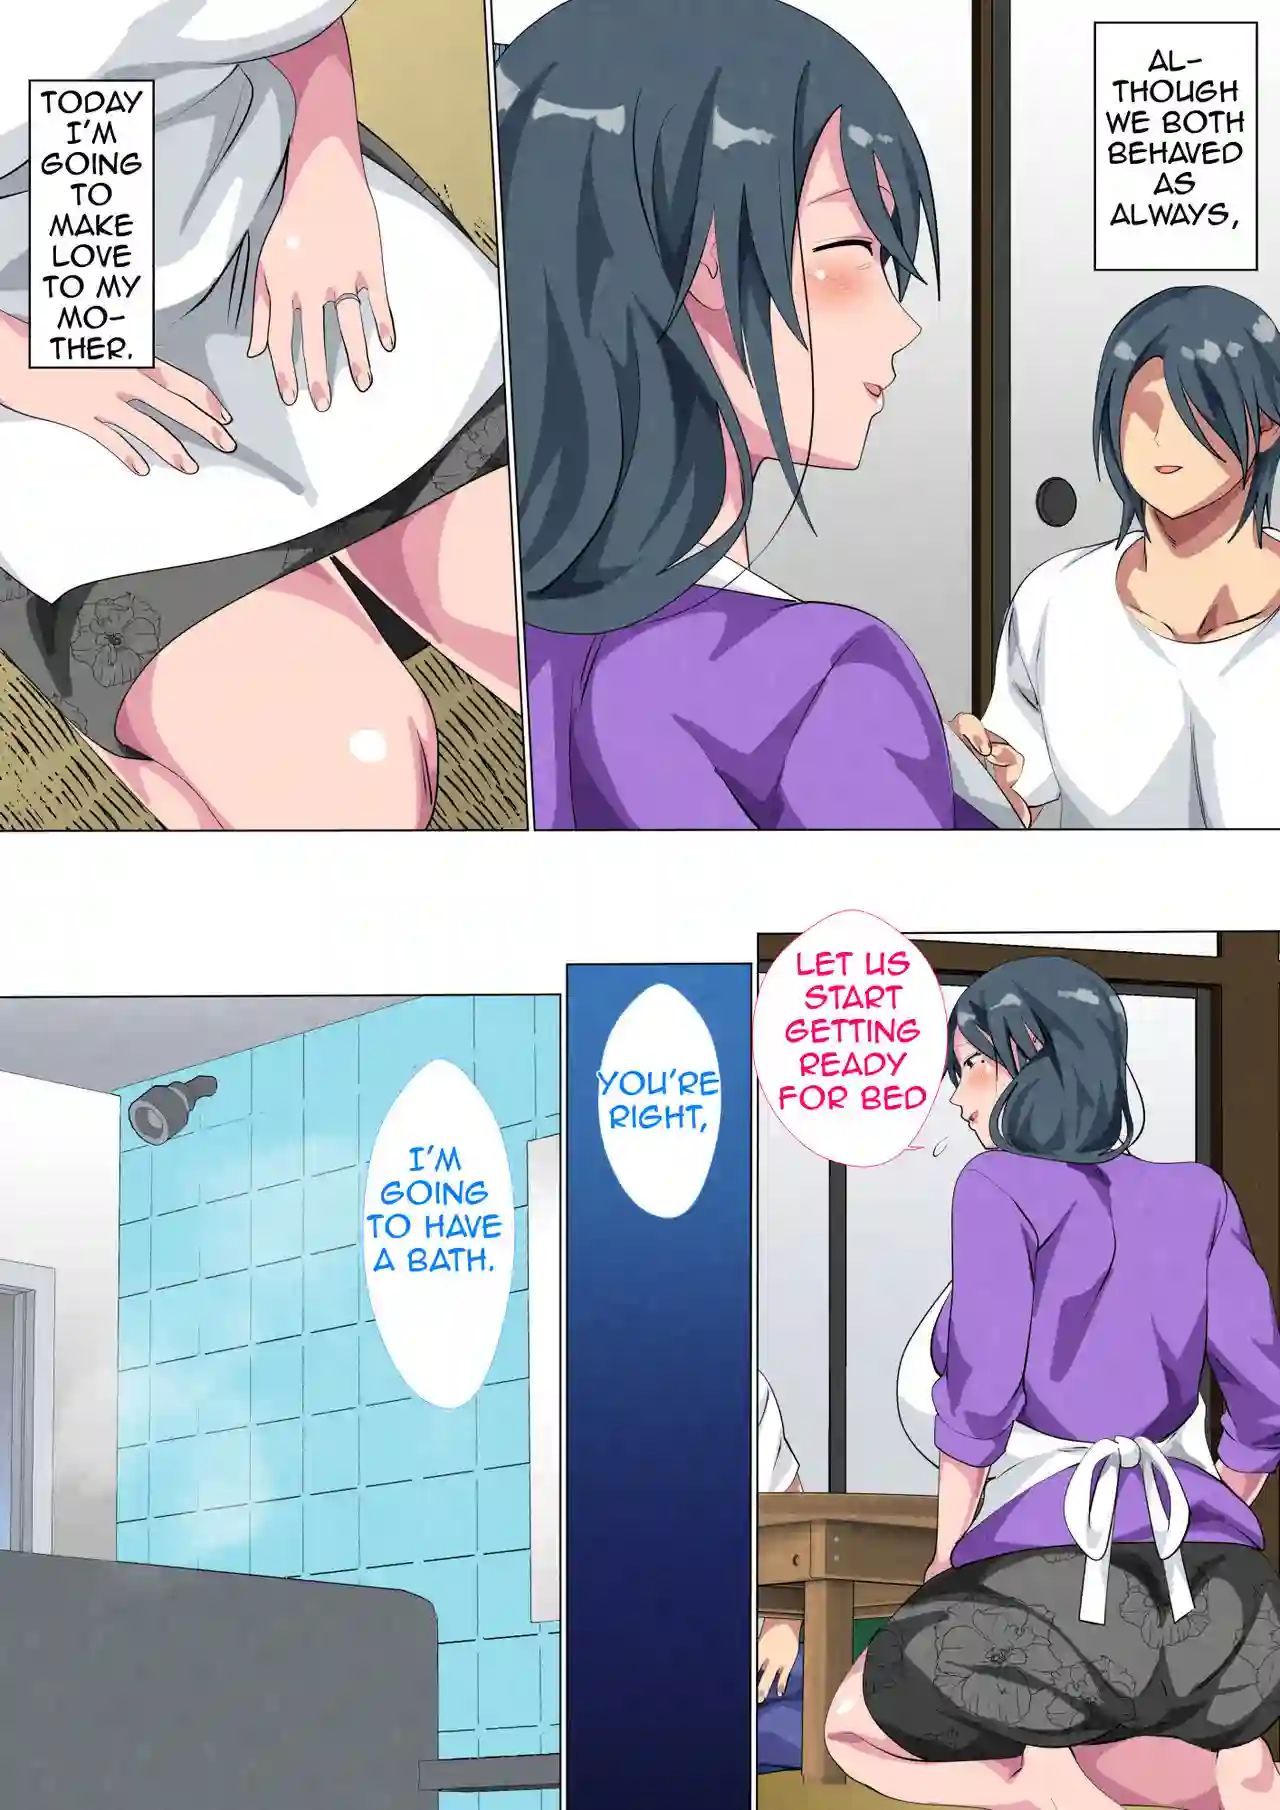 AL-
THOUGH
WE BOTH
BEHAVED
AS
ALWAYS,
TODAY
I'M
GOING
TO
MAKE
LOVE
TO MY
MO-
THER.
LET US
START
GETTING
READY
FOR BED
YOU'RE
RIGHT,
I'M
GOING
TO HAVE
A BATH.